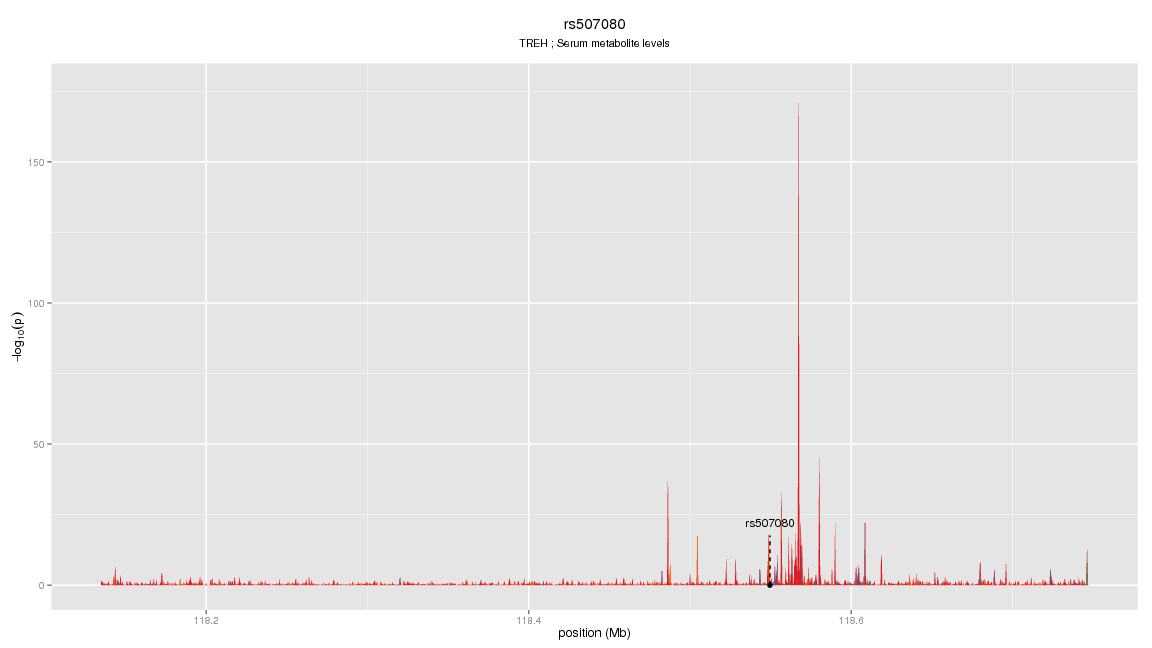 rs507080
TREH ; Serum metabolite levels
150
100
50
0
−log10(p)
rs507080
118.2
118.4
118.6
position (Mb)